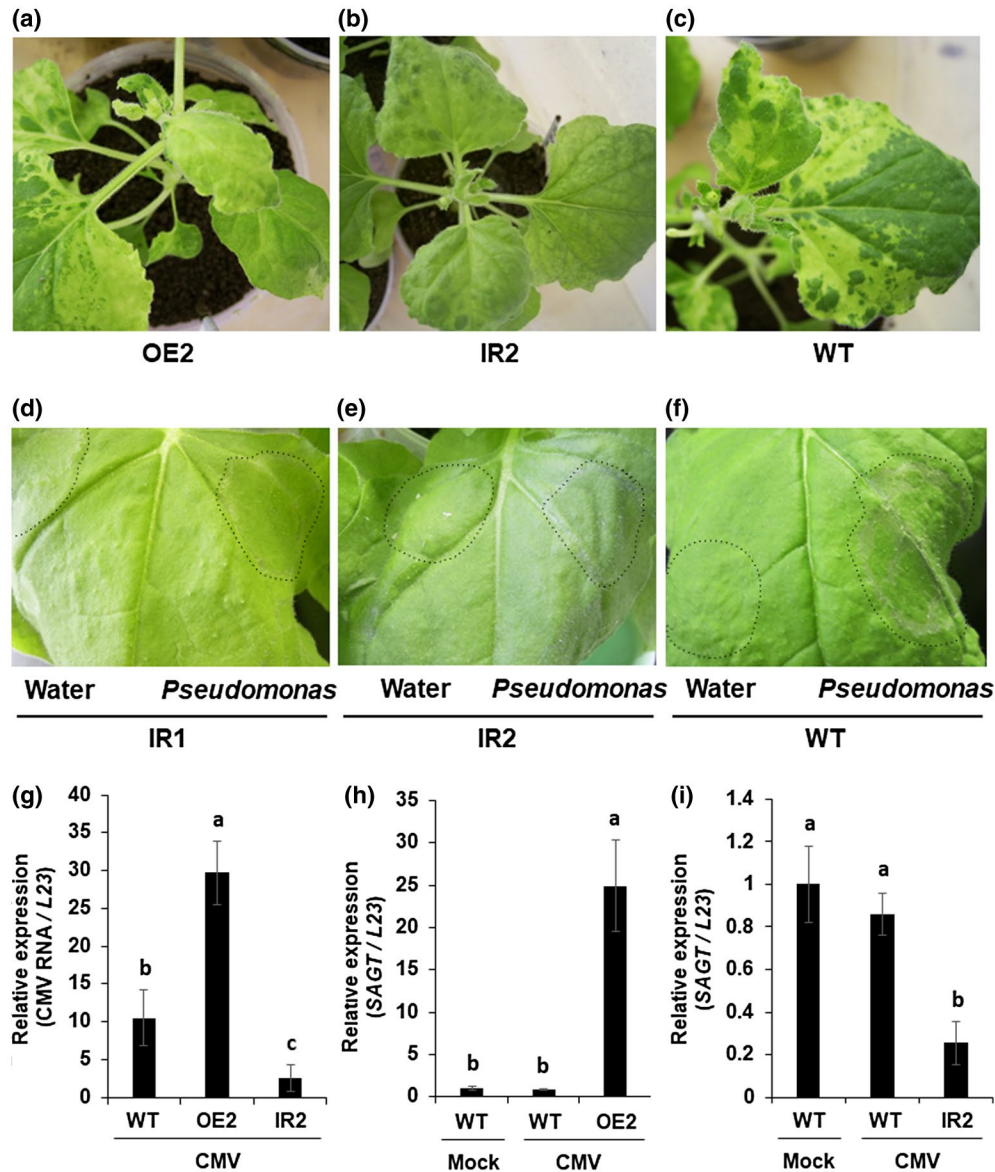 (a) (b) (c)
OE2 IR2 WT
(d) (e) (f)
Water Pseudomonas Water Pseudomonas Water Pseudomonas
IR1 IR2 WT
(g)
Relative expression
(CMV RNA / L23)
40
35
30
25
20
15
10
5
0
b a c
WT OE2 IR2
CMV
(h)
Relative expression
(SAGT / L23)
35
30
25
20
15
10
5
0
b b a
WT WT OE2
Mock CMV
(i)
Relative expression
(SAGT / L23)
1.4
1.2
1
0.8
0.6
0.4
0.2
0
a a b
WT WT IR2
Mock CMV